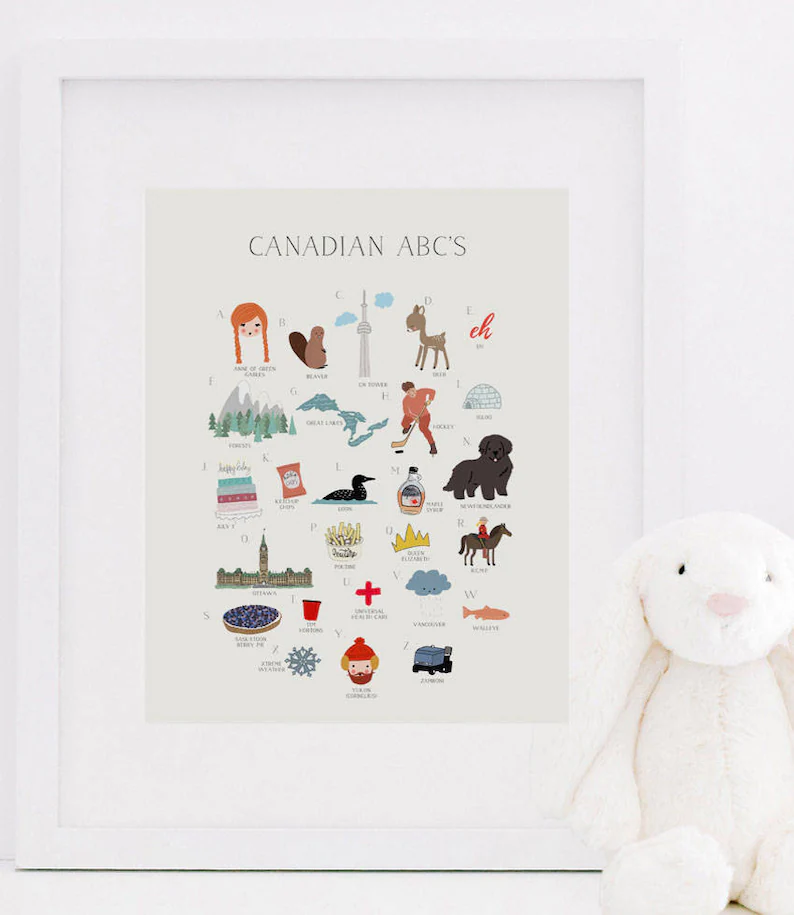 CANADIAN ABC'S
A.
ANNE OF GREEN
GABLES
B.
BEAVER
C.
CN TOWER
D.
DEER
E.
eh
EH
F.
FORESTS
G.
GREAT LAKES
H.
HOCKEY
I.
IGLOO
J.
JULY 1
K.
KETCHUP
CHIPS
L.
LOON
M.
MAPLE
SYRUP
N.
NEWFOUNDLANDER
O.
OTTAWA
P.
Poutine
POUTINE
Q.
QUEEN
ELIZABETH
R.
RCMP
S.
SASKATOON
BERRY PIE
T.
TIM
HORTONS
U.
UNIVERSAL
HEALTH CARE
V.
VANCOUVER
W.
WALLEYE
X.
XTREME
WEATHER
Y.
YUKON
(CORNELIUS)
Z.
ZAMBONI